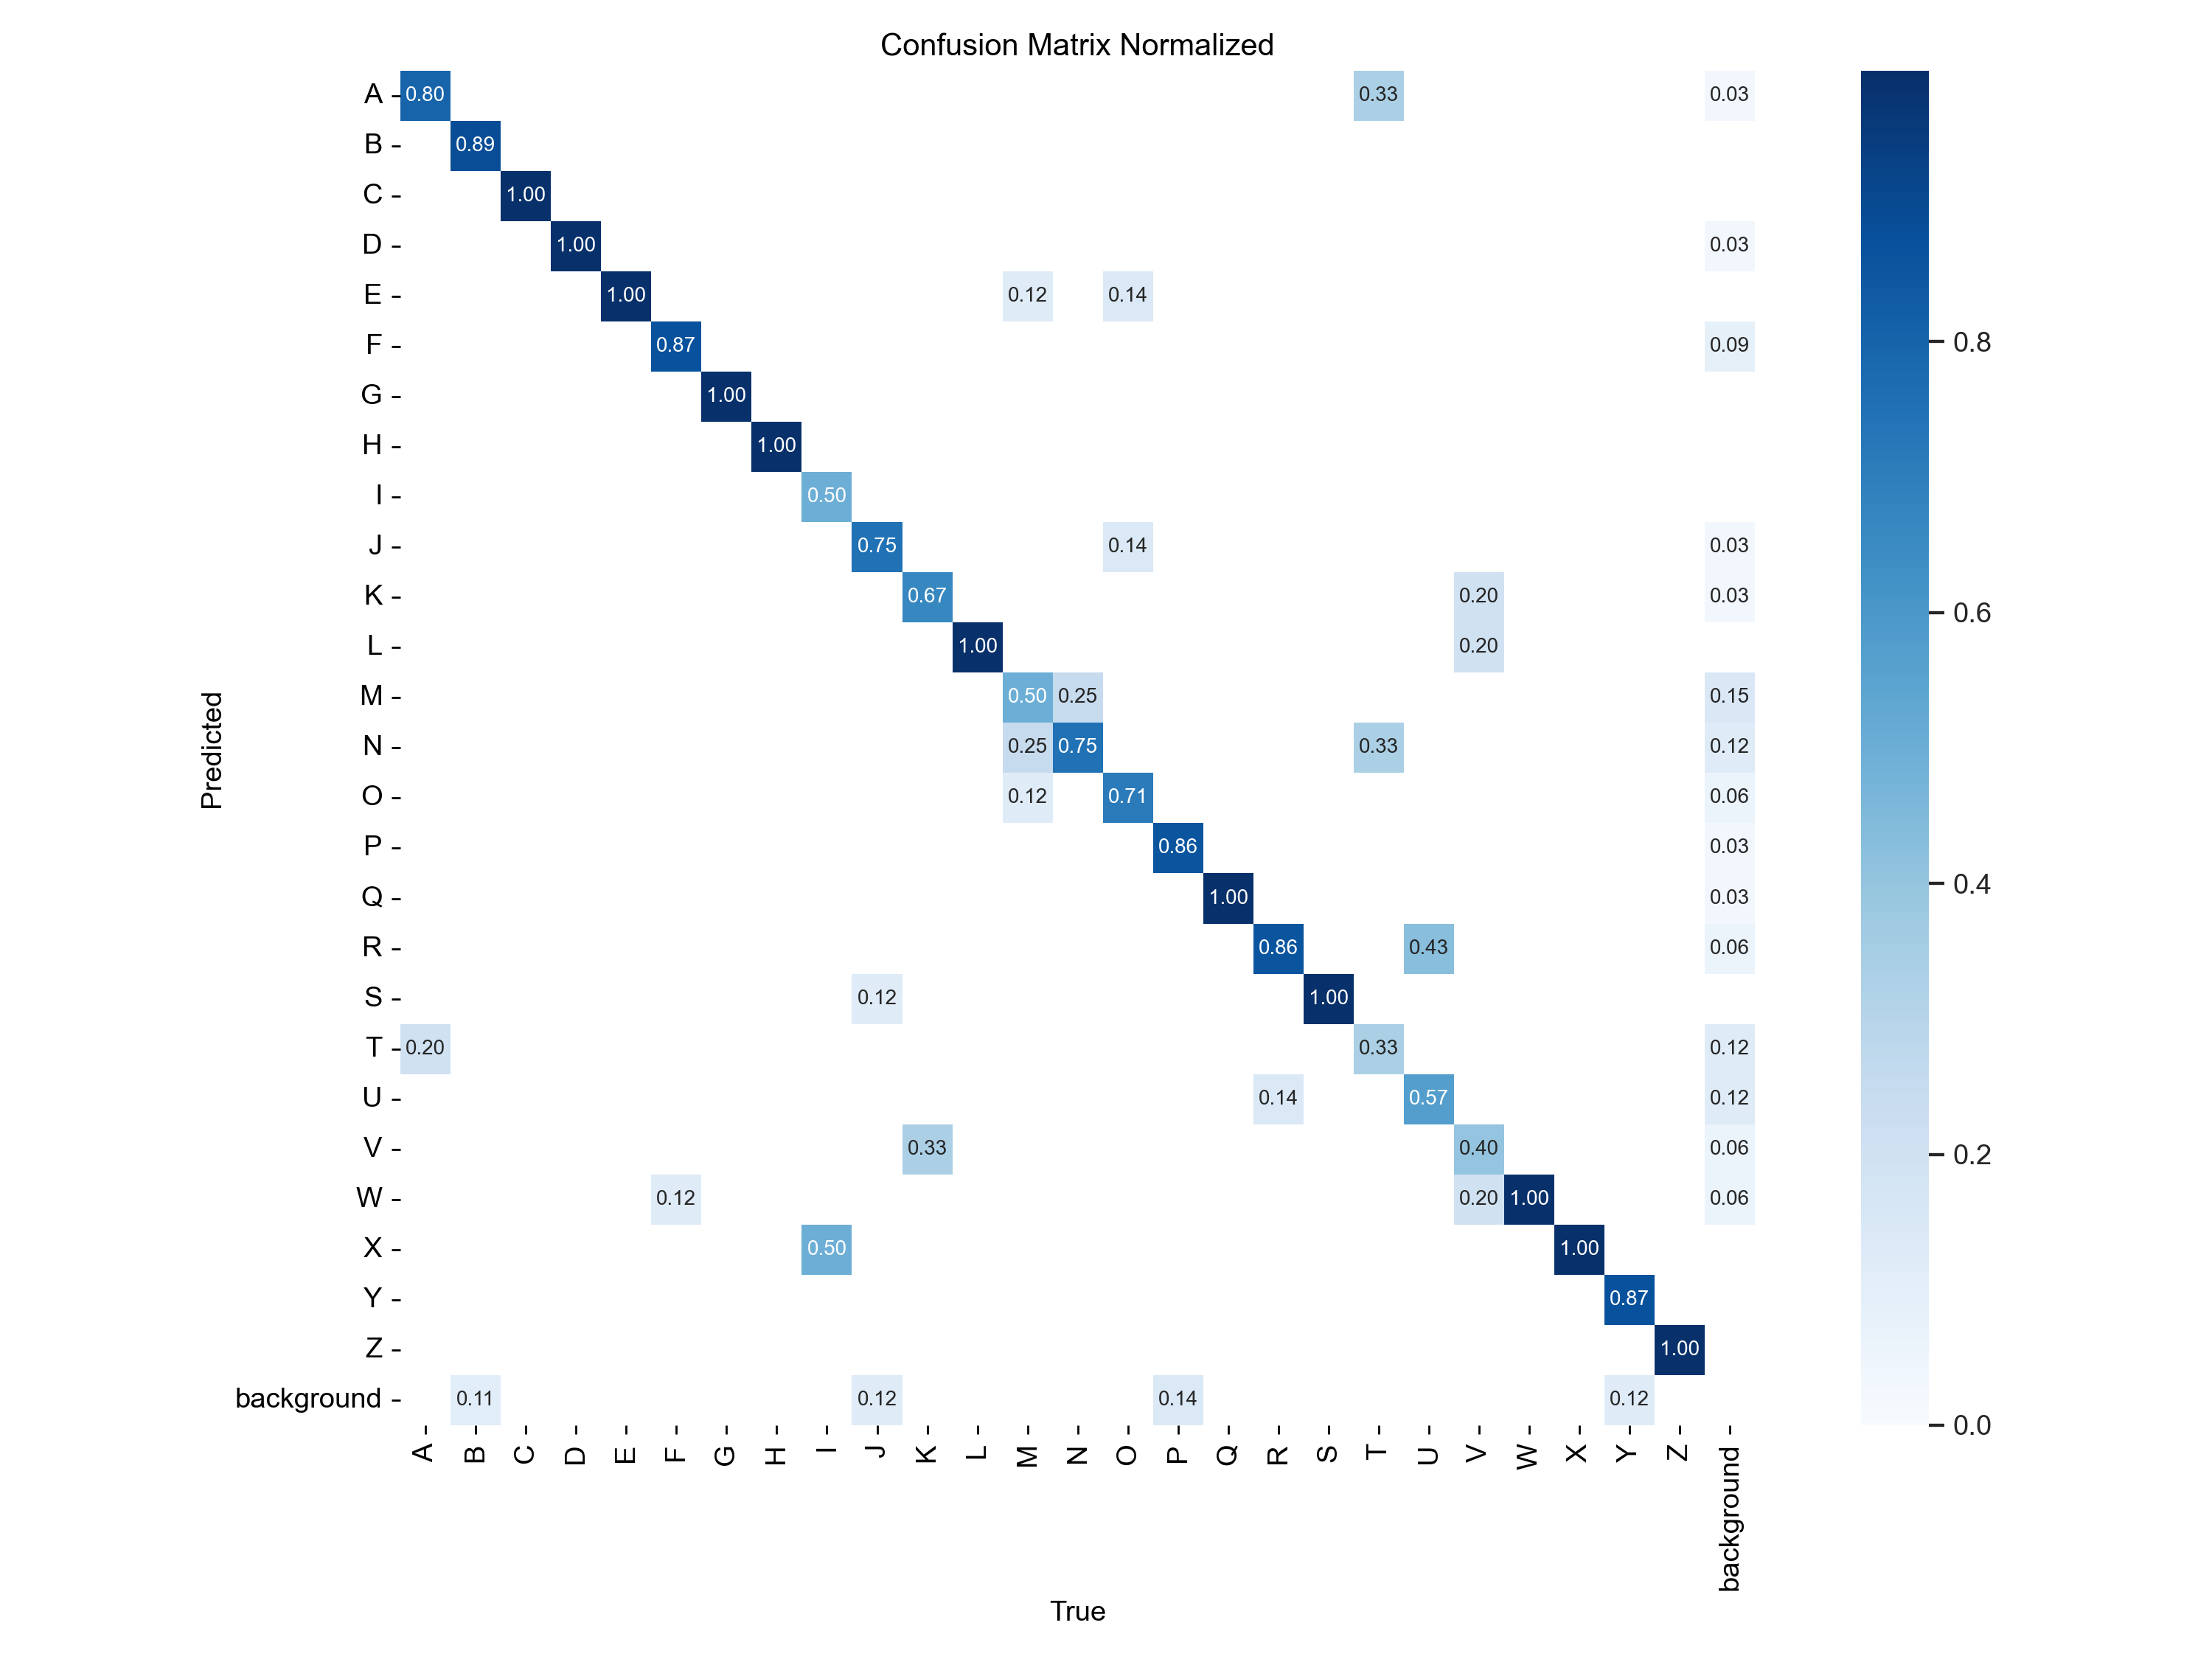 Confusion Matrix Normalized
A 0.80 0.33 0.03
B 0.89
C 1.00
D 1.00 0.03
E 1.00 0.12 0.14
F 0.87 0.09
G 1.00
H 1.00
I 0.50
J 0.75 0.14 0.03
K 0.67 0.20 0.03
L 1.00 0.20
M 0.50 0.25 0.15
N 0.25 0.75 0.33 0.12
O 0.12 0.71 0.06
P 0.86 0.03
Q 1.00 0.03
R 0.86 0.43 0.06
S 0.12 1.00
T 0.20 0.33 0.12
U 0.14 0.57 0.12
V 0.33 0.40 0.06
W 0.12 0.20 1.00 0.06
X 0.50 1.00
Y 0.87
Z 1.00
background 0.11 0.12 0.14 0.12
A B C D E F G H I J K L M N O P Q R S T U V W X Y Z background
Predicted
True
0.8
0.6
0.4
0.2
0.0